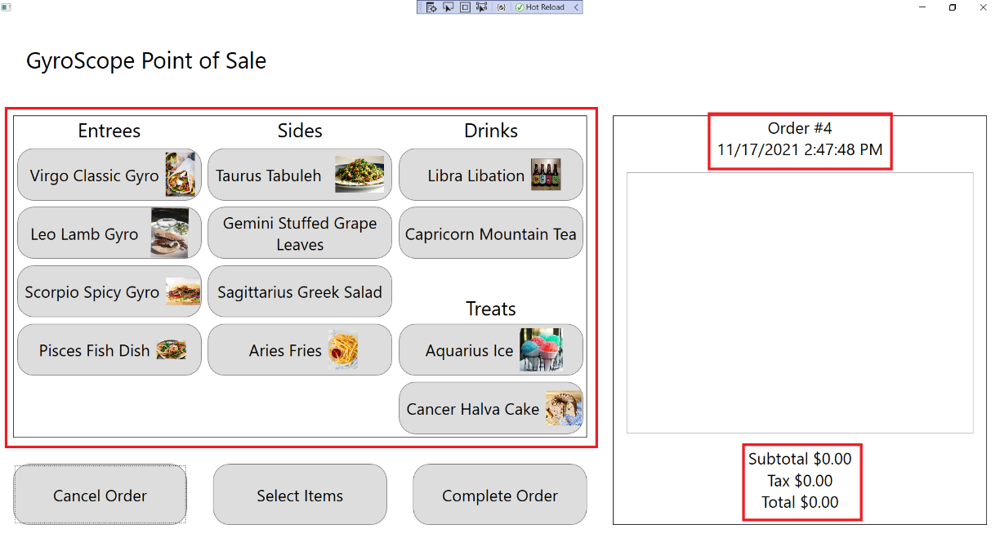 Hot Reload
GyroScope Point of Sale
Entrees
Virgo Classic Gyro
Leo Lamb Gyro
Scorpio Spicy Gyro
Pisces Fish Dish
Sides
Taurus Tabuleh
Gemini Stuffed Grape
Leaves
Sagittarius Greek Salad
Aries Fries
Drinks
Libra Libation
Capricorn Mountain Tea
Treats
Aquarius Ice
Cancer Halva Cake
Cancel Order
Select Items
Complete Order
Order #4
11/17/2021 2:47:48 PM
Subtotal $0.00
Tax $0.00
Total $0.00